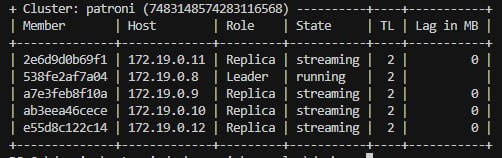 + Cluster: patroni (7483148574283116568) ----------+----+-----------+
| Member       | Host        | Role    | State     | TL | Lag in MB |
+--------------+-------------+---------+-----------+----+-----------+
| 2e6d9d0b69f1 | 172.19.0.11 | Replica | streaming |  2 |         0 |
| 538fe2af7a04 | 172.19.0.8  | Leader  | running   |  2 |           |
| a7e3feb8f10a | 172.19.0.9  | Replica | streaming |  2 |         0 |
| ab3eea46cece | 172.19.0.10 | Replica | streaming |  2 |         0 |
| e55d8c122c14 | 172.19.0.12 | Replica | streaming |  2 |         0 |
+--------------+-------------+---------+-----------+----+-----------+